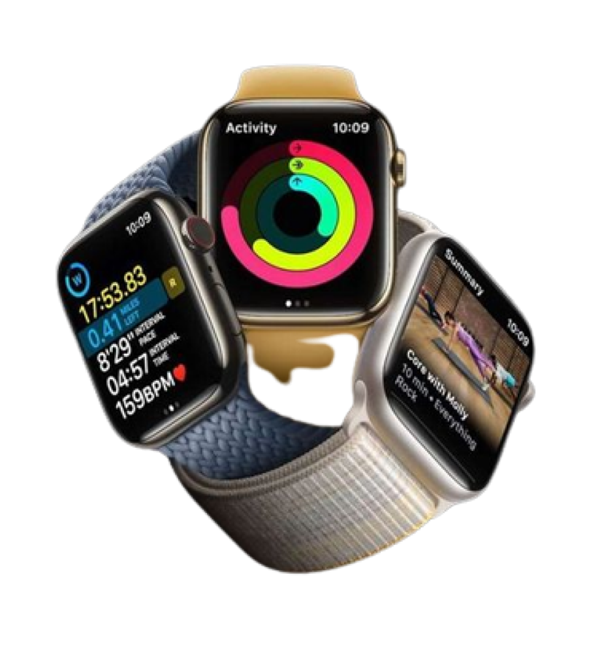 Activity 10:09
10:09
W
17:53.83
R
0.41 MILES LEFT
8'29" INTERVAL PACE
04:57 INTERVAL TIME
159BPM
Summary
10:09
Core with Molly
10 min • Everything
Rock